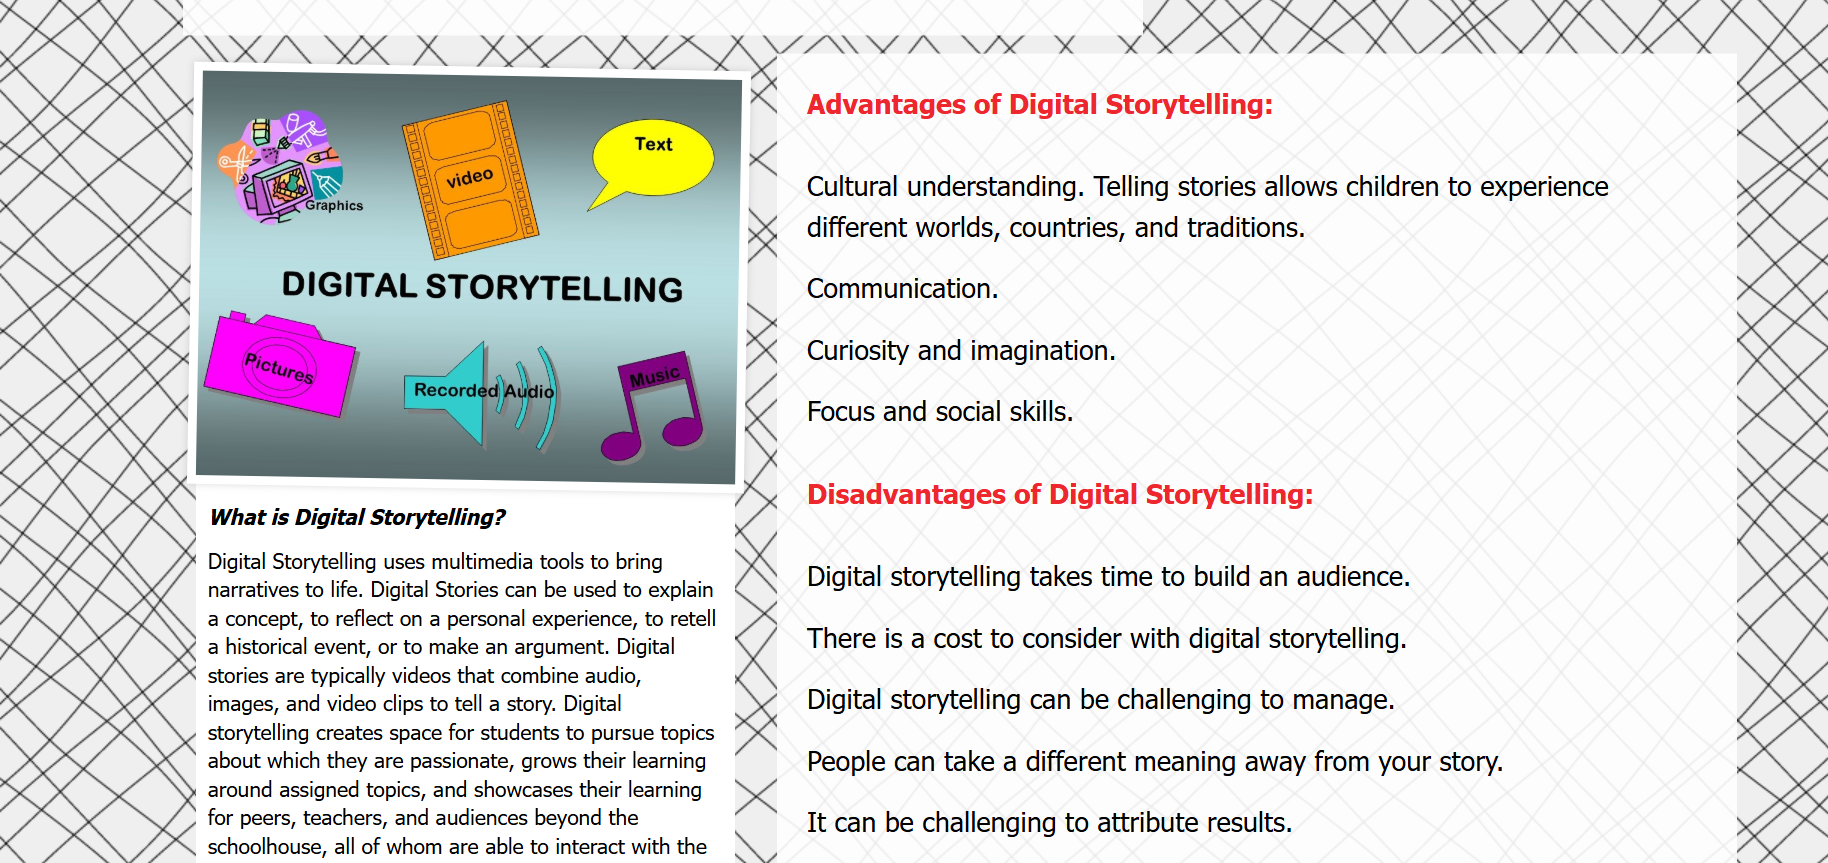 Graphics
video
Text
DIGITAL STORYTELLING
Pictures
Recorded Audio
Music
What is Digital Storytelling?
Digital Storytelling uses multimedia tools to bring
narratives to life. Digital Stories can be used to explain
a concept, to reflect on a personal experience, to retell
a historical event, or to make an argument. Digital
stories are typically videos that combine audio,
images, and video clips to tell a story. Digital
storytelling creates space for students to pursue topics
about which they are passionate, grows their learning
around assigned topics, and showcases their learning
for peers, teachers, and audiences beyond the
schoolhouse, all of whom are able to interact with the
Advantages of Digital Storytelling:
Cultural understanding. Telling stories allows children to experience
different worlds, countries, and traditions.
Communication.
Curiosity and imagination.
Focus and social skills.
Disadvantages of Digital Storytelling:
Digital storytelling takes time to build an audience.
There is a cost to consider with digital storytelling.
Digital storytelling can be challenging to manage.
People can take a different meaning away from your story.
It can be challenging to attribute results.